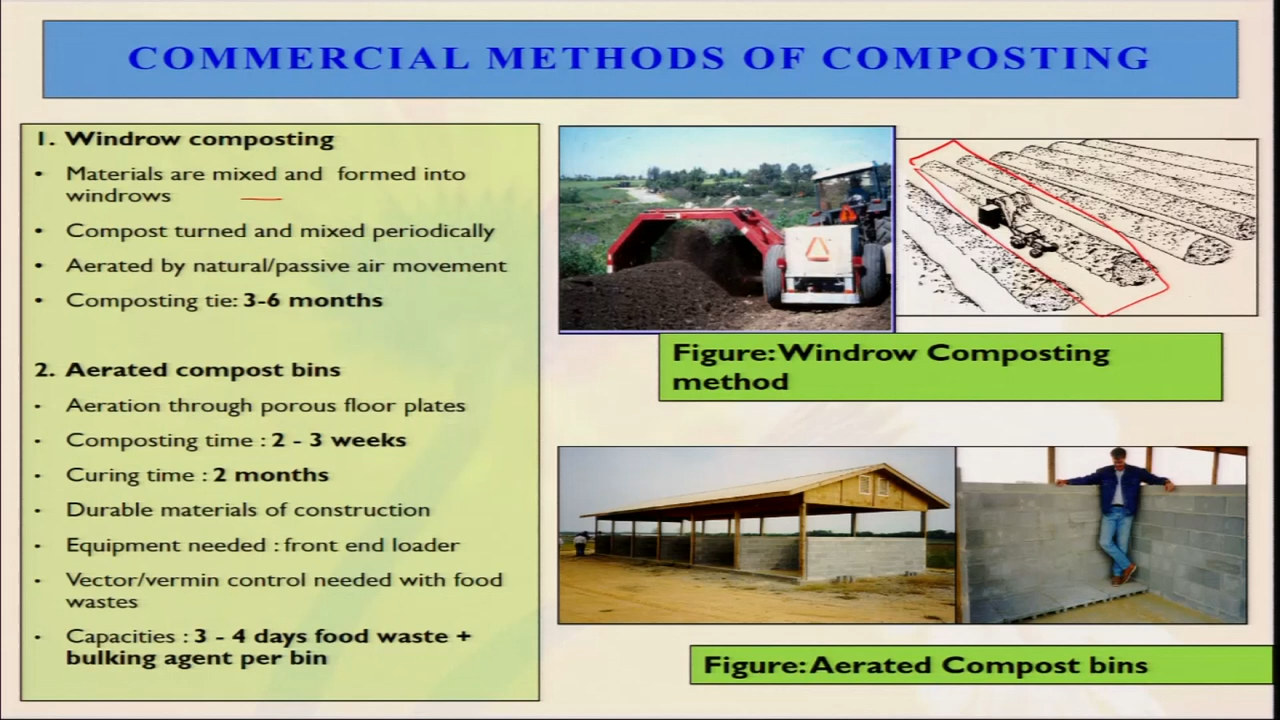 COMMERCIAL METHODS OF COMPOSTING
1. Windrow composting
• Materials are mixed and formed into
windrows
• Compost turned and mixed periodically
• Aerated by natural/passive air movement
• Composting tie: 3-6 months
2. Aerated compost bins
• Aeration through porous floor plates
• Composting time : 2 - 3 weeks
• Curing time : 2 months
• Durable materials of construction
• Equipment needed : front end loader
• Vector/vermin control needed with food
wastes
• Capacities : 3 - 4 days food waste +
bulking agent per bin
Figure: Windrow Composting
method
Figure: Aerated Compost bins